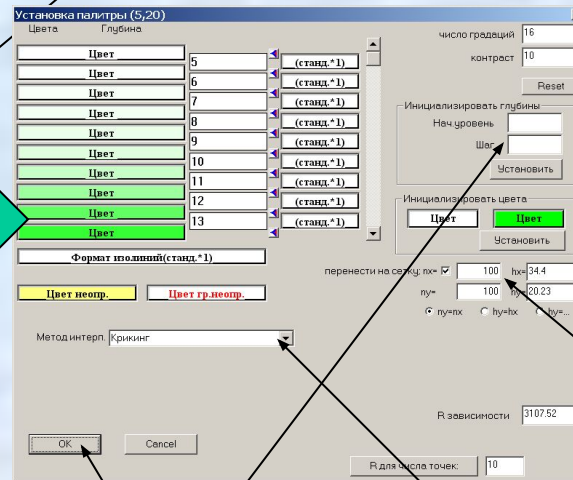 Установка палитры (5,20)
Цвета Глубина
число градаций 16
контраст 10
Reset
Цвет
5 (станд.*1)
Цвет
6 (станд.*1)
Цвет
7 (станд.*1)
Цвет
8 (станд.*1)
Цвет
9 (станд.*1)
Цвет
10 (станд.*1)
Цвет
11 (станд.*1)
Цвет
12 (станд.*1)
Цвет
13 (станд.*1)
Цвет
Инициализировать глубины
Нач.уровень
Шаг
Установить
Инициализировать цвета
Цвет Цвет
Установить
Формат изолиний(станд.*1)
перенести на сетку: nx= 100 hx= 34.4
Цвет неопр. Цвет гр.неопр.
ny= 100 hy= 20.23
ny=nx hy=hx hy=...
Метод интерп. Крикинг
R зависимости 3107.52
OK Cancel
R для числа точек: 10